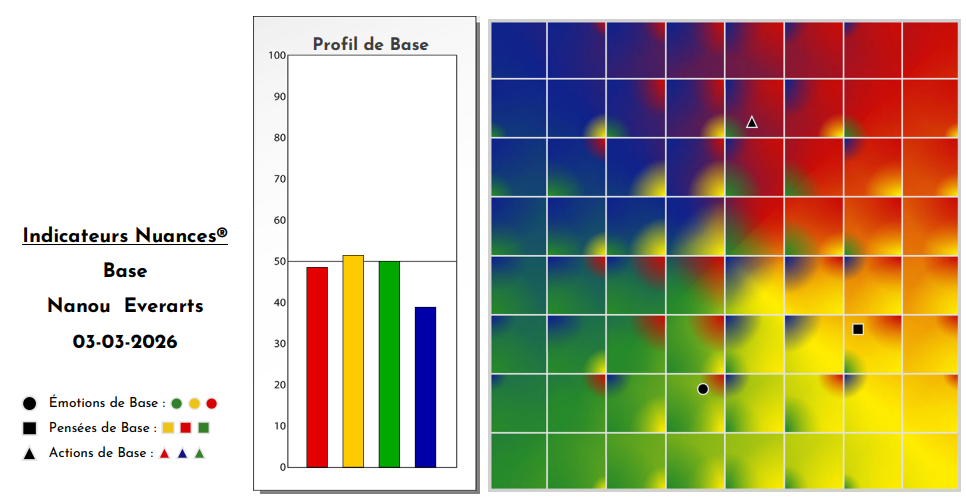 Indicateurs Nuances®
Base
Nanou Everarts
03-03-2026
Émotions de Base :
Pensées de Base :
Actions de Base :
Profil de Base
100
90
80
70
60
50
40
30
20
10
0